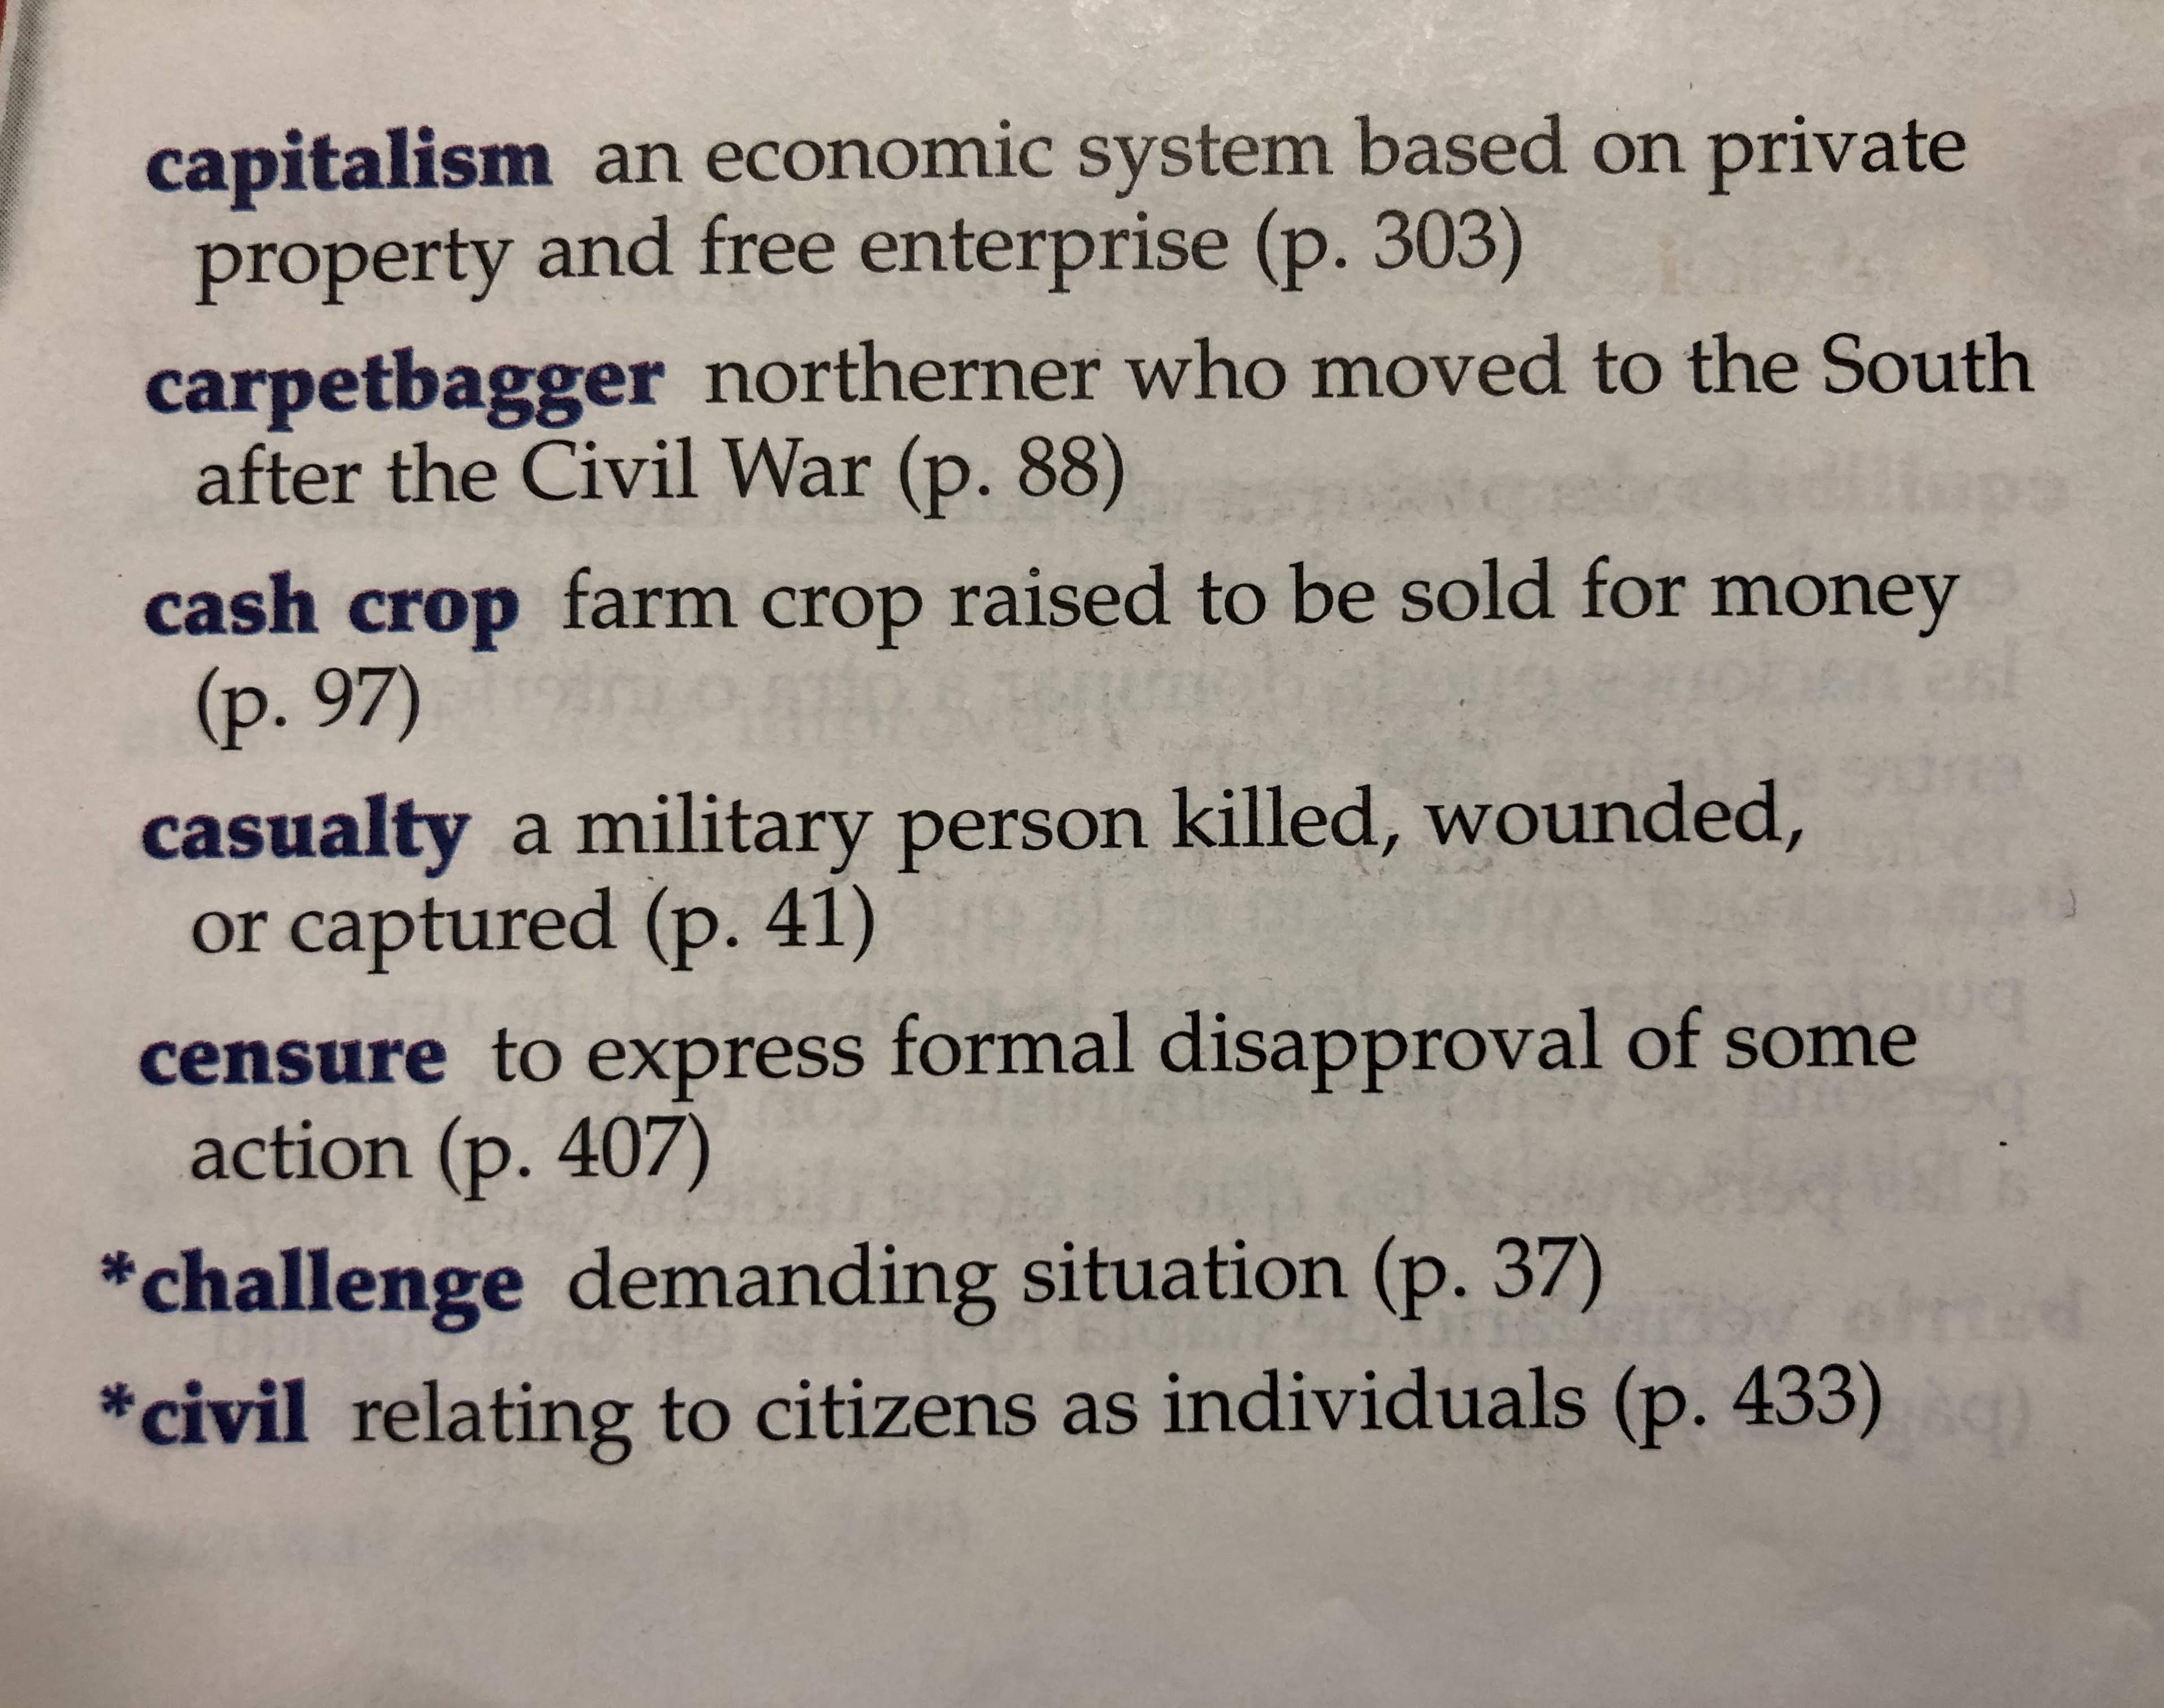 capitalism an economic system based on private
property and free enterprise (p. 303)
carpetbagger northerner who moved to the South
after the Civil War (p. 88)
cash crop farm crop raised to be sold for money
(p. 97)
casualty a military person killed, wounded,
or captured (p. 41)
censure to express formal disapproval of some
action (p. 407)
*challenge demanding situation (p. 37)
*civil relating to citizens as individuals (p. 433)